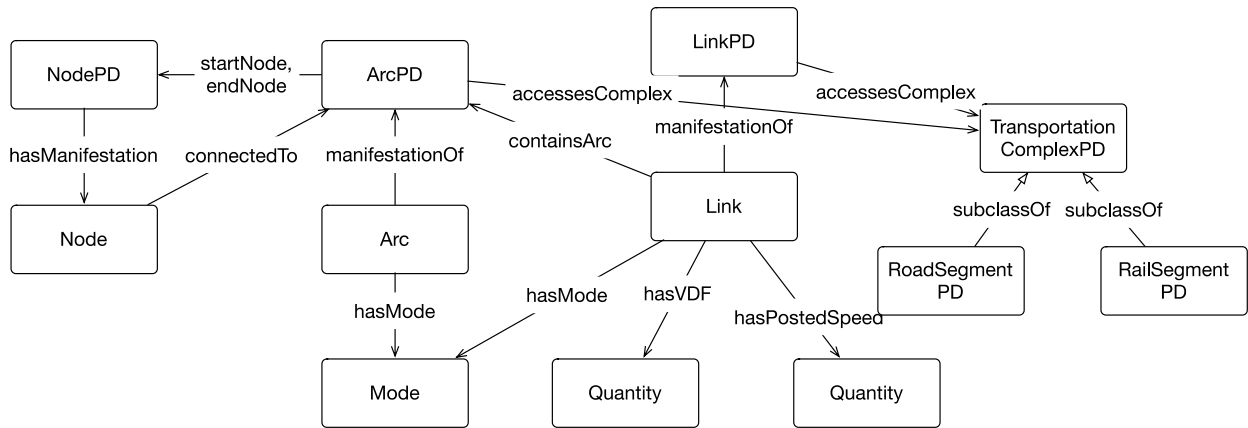 LinkPD
NodePD
startNode,
endNode
ArcPD
accessesComplex
accessesComplex
hasManifestation
connectedTo
manifestationOf
containsArc
manifestationOf
Transportation
ComplexPD
Node
Arc
Link
subclassOf
subclassOf
RoadSegment
PD
RailSegment
PD
hasMode
hasMode
hasVDF
hasPostedSpeed
Mode
Quantity
Quantity